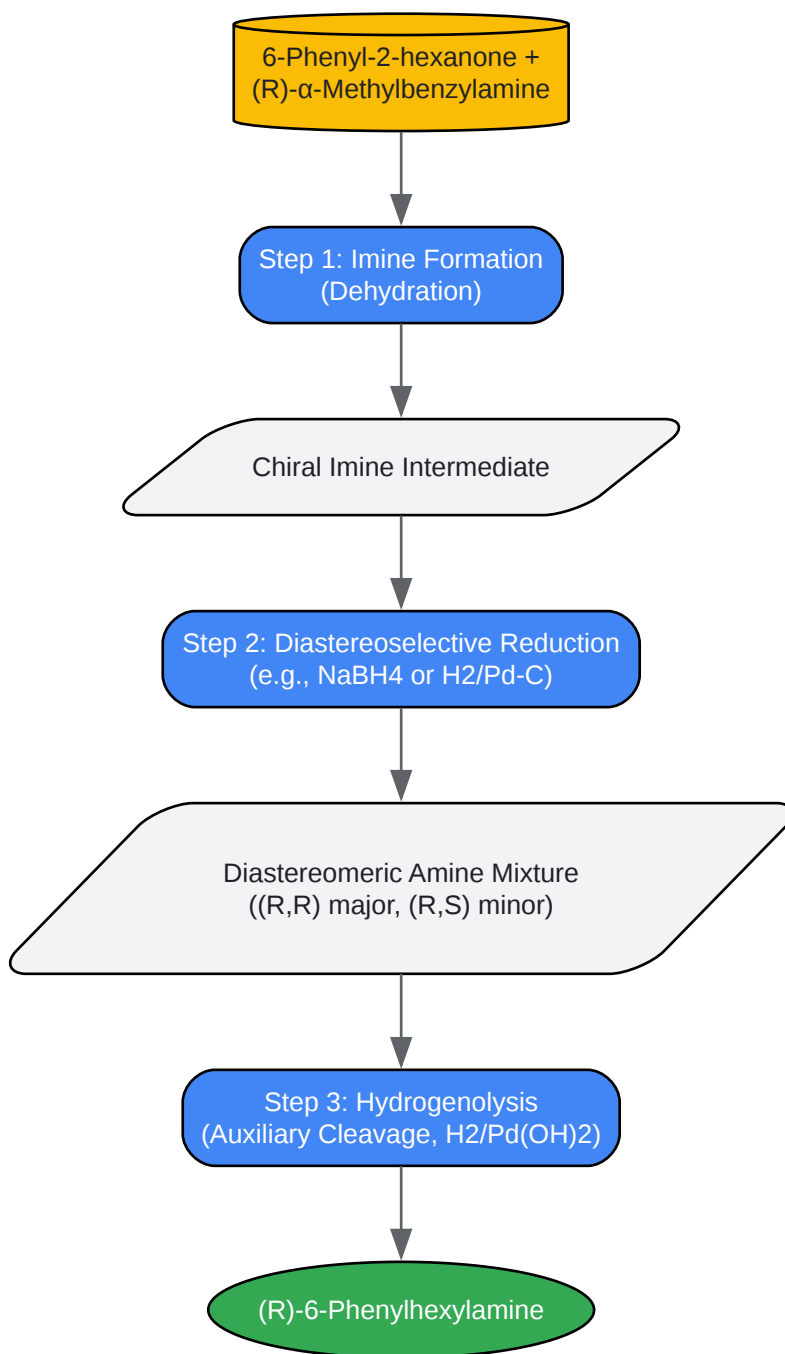 6-Phenyl-2-hexanone +
(R)-α-Methylbenzylamine
Step 1: Imine Formation
(Dehydration)
Chiral Imine Intermediate
Step 2: Diastereoselective Reduction
(e.g., NaBH4 or H2/Pd-C)
Diastereomeric Amine Mixture
((R,R) major, (R,S) minor)
Step 3: Hydrogenolysis
(Auxiliary Cleavage, H2/Pd(OH)2)
(R)-6-Phenylhexylamine